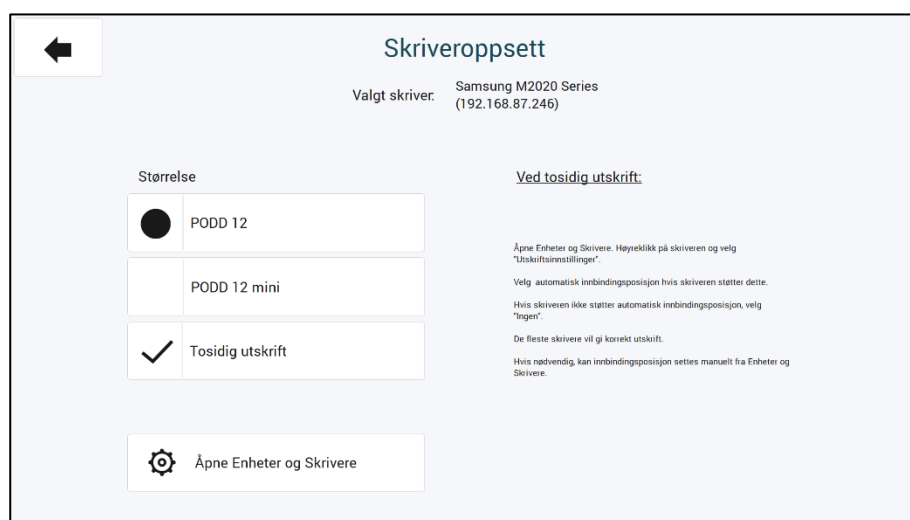 Skriveroppsett
Valgt skriver:
Samsung M2020 Series
(192.168.87.246)
Størrelse
PODD 12
PODD 12 mini
Tosidig utskrift
Åpne Enheter og Skrivere
Ved tosidig utskrift:
Åpne Enheter og Skrivere. Høyreklikk på skriveren og velg
"Utskriftsinnstillinger".
Velg automatisk innbindingsposisjon hvis skriveren støtter dette.
Hvis skriveren ikke støtter automatisk innbindingsposisjon, velg
"Ingen".
De fleste skrivere vil gi korrekt utskrift.
Hvis nødvendig, kan innbindingsposisjon settes manuelt fra Enheter og
Skrivere.